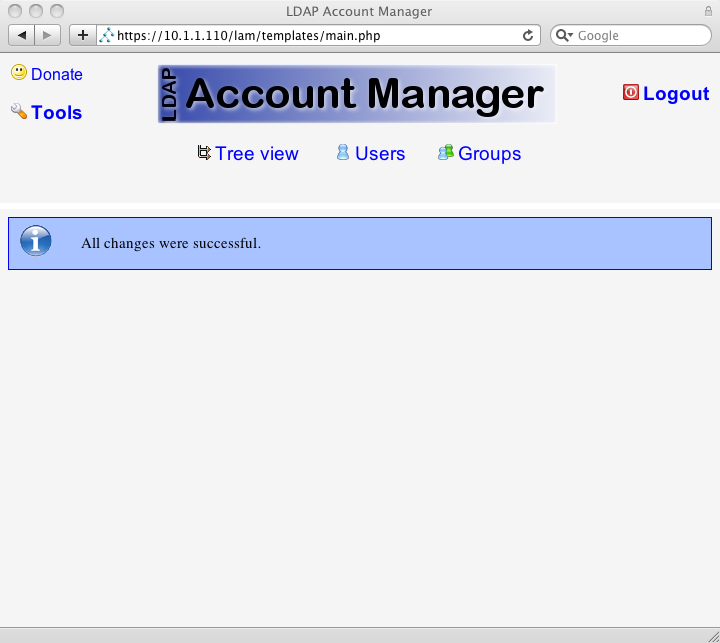 LDAP Account Manager
https://10.1.1.110/lam/templates/main.php
Google
Donate
LDAP Account Manager
Logout
Tools
Tree view
Users
Groups
All changes were successful.